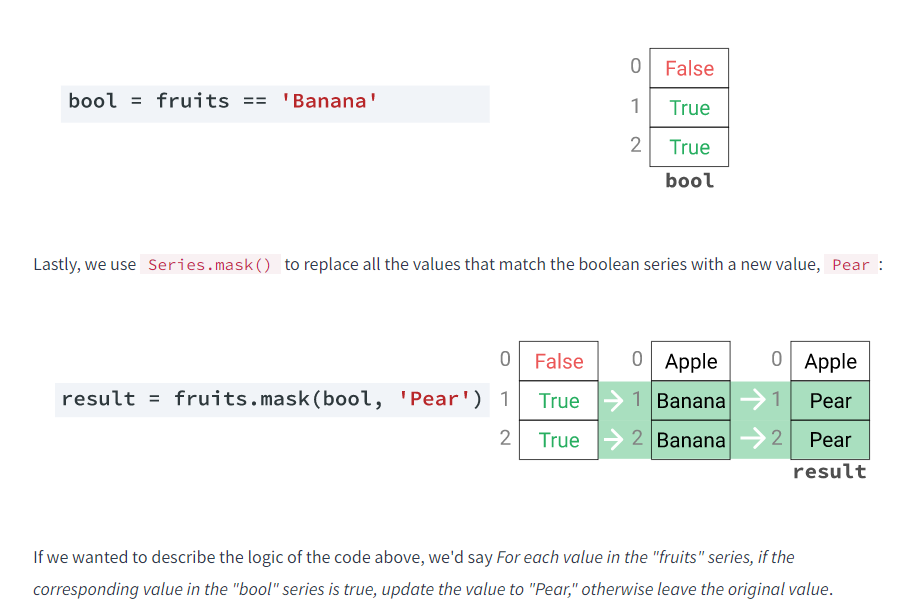 bool = fruits == 'Banana'
0 False
1 True
2 True
bool
Lastly, we use Series.mask() to replace all the values that match the boolean series with a new value, Pear :
result = fruits.mask(bool, 'Pear')
0 False 0 Apple 0 Apple
1 True → 1 Banana → 1 Pear
2 True → 2 Banana → 2 Pear
result
If we wanted to describe the logic of the code above, we'd say For each value in the "fruits" series, if the
corresponding value in the "bool" series is true, update the value to "Pear," otherwise leave the original value.